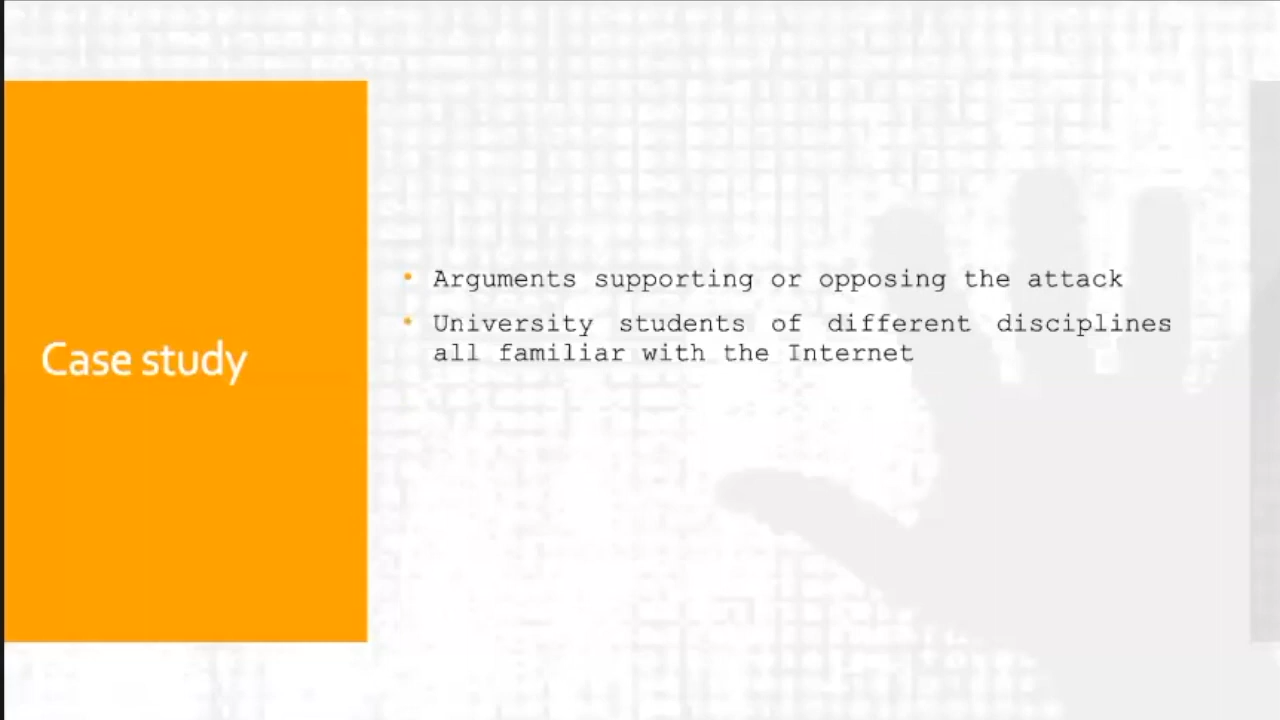 Case study
• Arguments supporting or opposing the attack
• University students of different disciplines
all familiar with the Internet